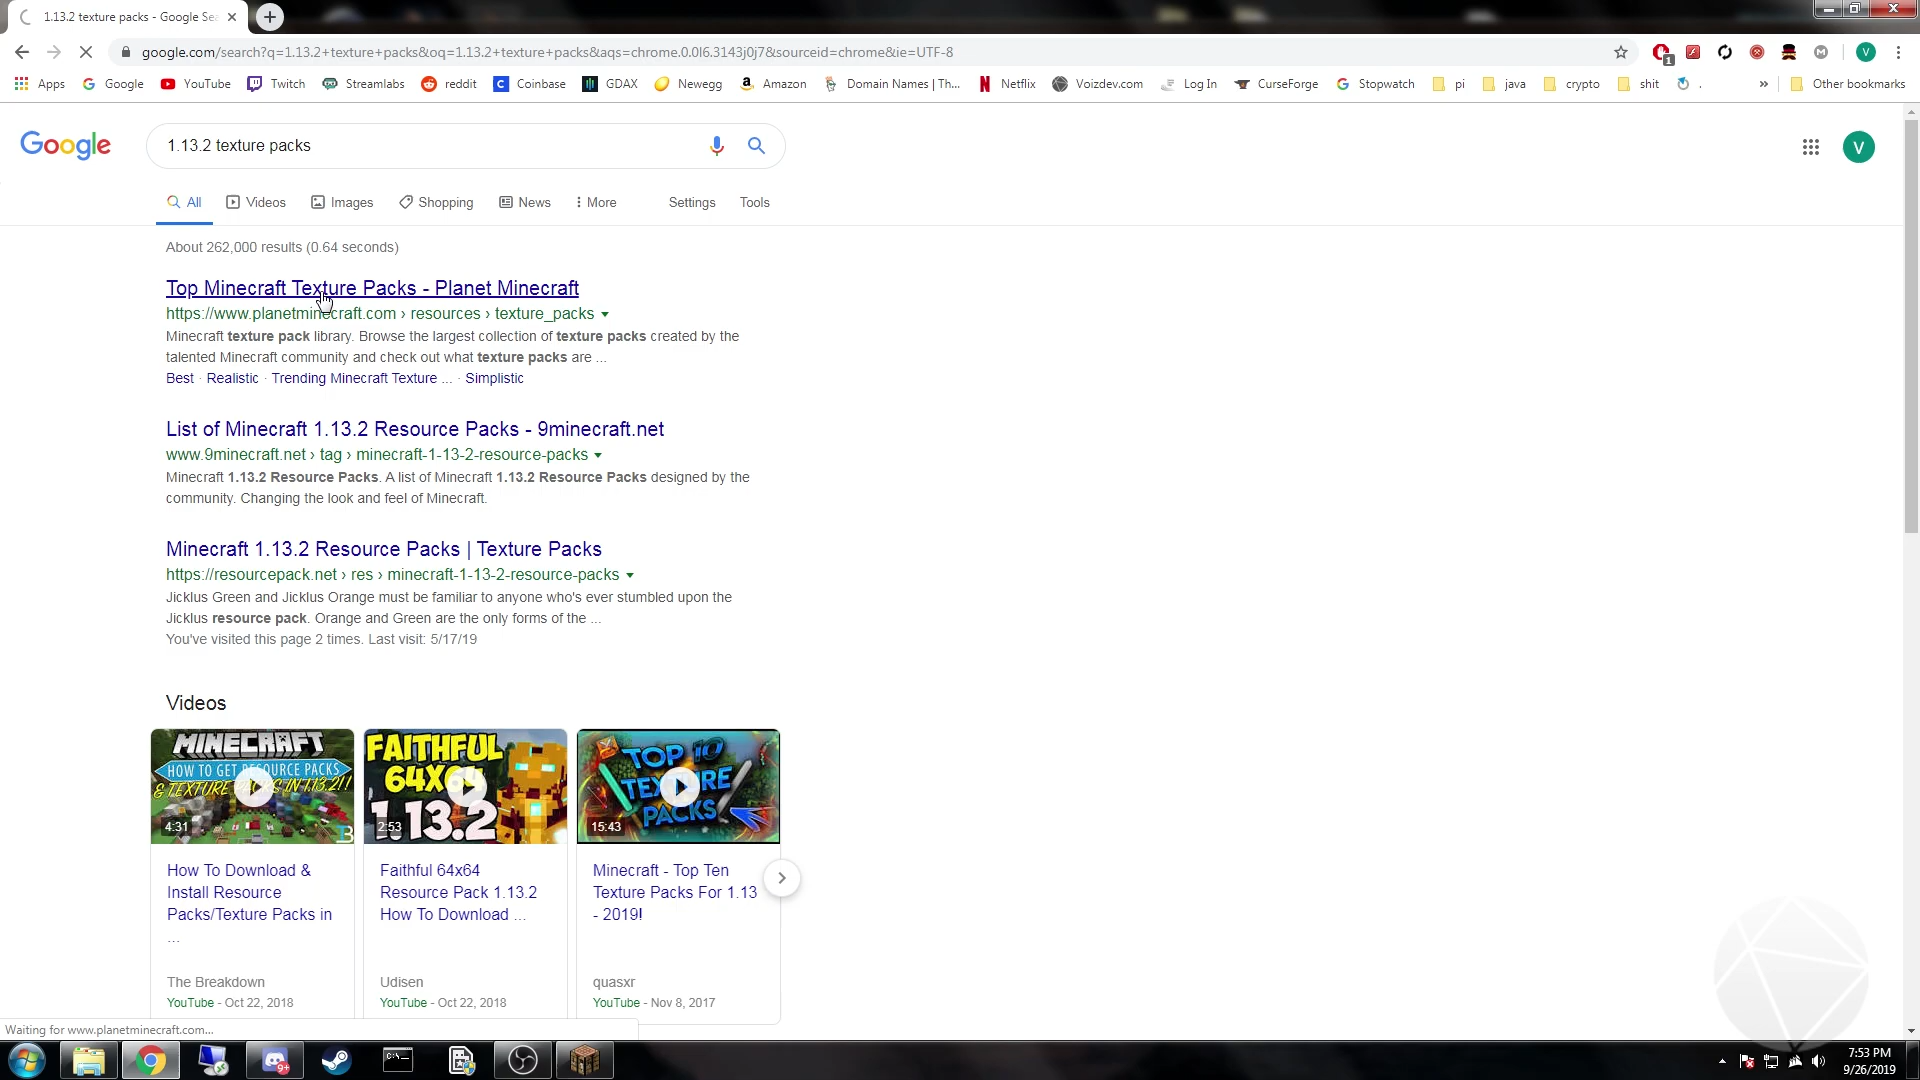 1.13.2 texture packs - Google Sea
google.com/search?q=1.13.2+texture+packs&oq=1.13.2+texture+packs&aqs=chrome.0.0l6.3143j0j7&sourceid=chrome&ie=UTF-8
Apps Google YouTube Twitch Streamlabs reddit Coinbase GDAX Newegg Amazon Domain Names | Th... Netflix Voizdev.com Log In CurseForge Stopwatch pi java crypto shit . » Other bookmarks
Google 1.13.2 texture packs V
All Videos Images Shopping News More Settings Tools
About 262,000 results (0.64 seconds)
Top Minecraft Texture Packs - Planet Minecraft
https://www.planetminecraft.com › resources › texture_packs
Minecraft texture pack library. Browse the largest collection of texture packs created by the
talented Minecraft community and check out what texture packs are ...
Best · Realistic · Trending Minecraft Texture ... · Simplistic
List of Minecraft 1.13.2 Resource Packs - 9minecraft.net
www.9minecraft.net › tag › minecraft-1-13-2-resource-packs
Minecraft 1.13.2 Resource Packs. A list of Minecraft 1.13.2 Resource Packs designed by the
community. Changing the look and feel of Minecraft.
Minecraft 1.13.2 Resource Packs | Texture Packs
https://resourcepack.net › res › minecraft-1-13-2-resource-packs
Jicklus Green and Jicklus Orange must be familiar to anyone who's ever stumbled upon the
Jicklus resource pack. Orange and Green are the only forms of the ...
You've visited this page 2 times. Last visit: 5/17/19
Videos
MINECRAFT
HOW TO GET RESOURCE PACKS
& TEXTURE PACKS IN 1.13.2!!
4:31
FAITHFUL
64X64
1.13.2
2:53
TOP 10
TEXTURE
PACKS
15:43
How To Download &
Install Resource
Packs/Texture Packs in
...
The Breakdown
YouTube - Oct 22, 2018
Faithful 64x64
Resource Pack 1.13.2
How To Download ...
Udisen
YouTube - Oct 22, 2018
Minecraft - Top Ten
Texture Packs For 1.13
- 2019!
quasxr
YouTube - Nov 8, 2017
Waiting for www.planetminecraft.com...
7:53 PM
9/26/2019